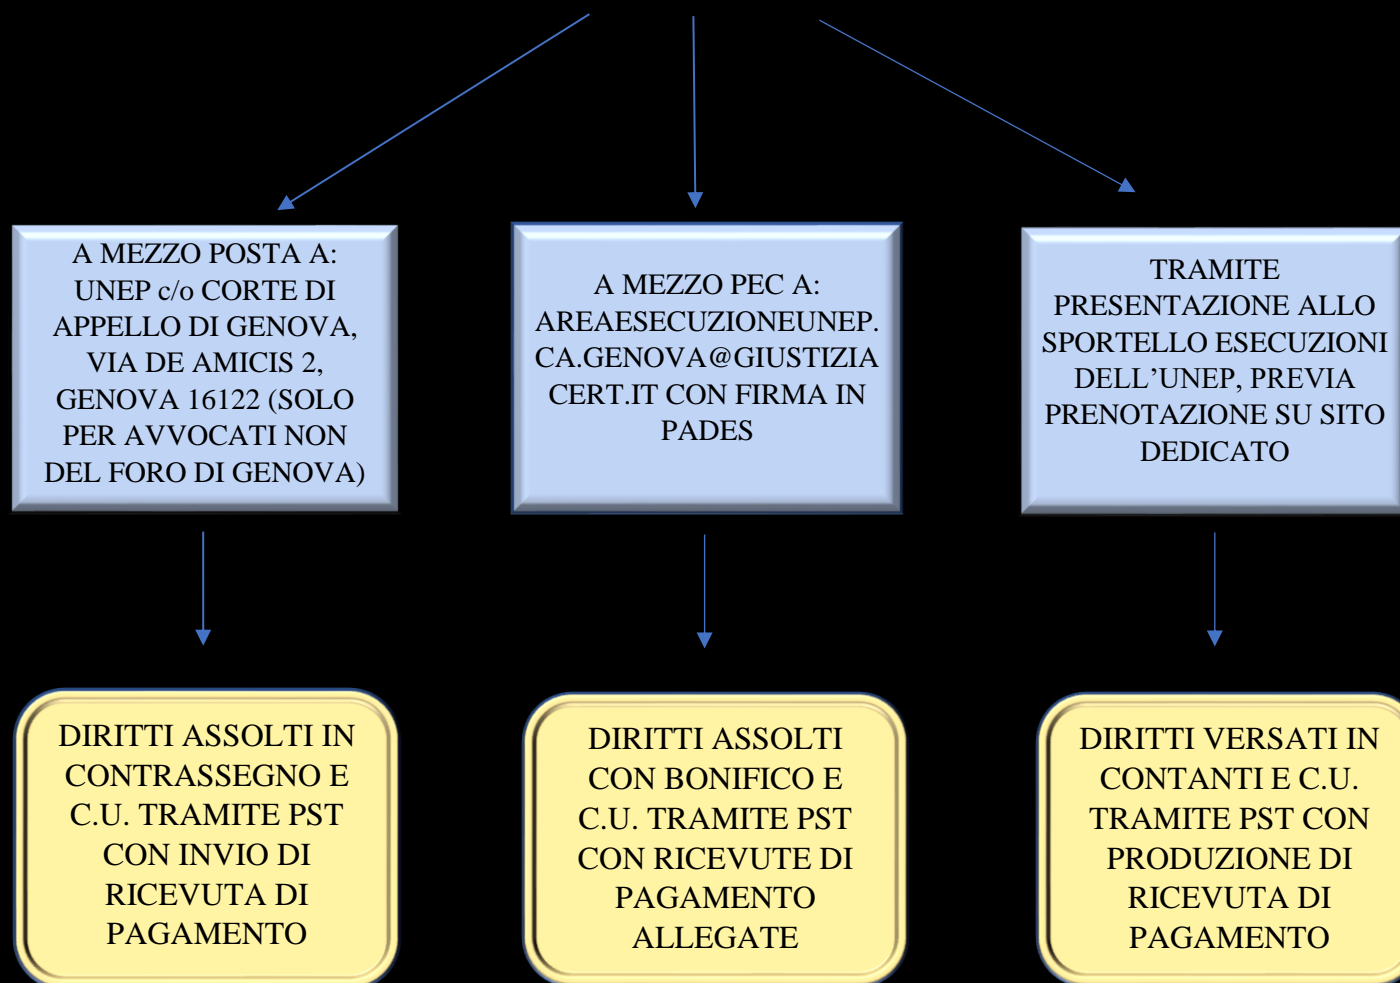 A MEZZO POSTA A:
UNEP c/o CORTE DI
APPELLO DI GENOVA,
VIA DE AMICIS 2,
GENOVA 16122 (SOLO
PER AVVOCATI NON
DEL FORO DI GENOVA)
A MEZZO PEC A:
AREAESECUZIONEUNEP.
CA.GENOVA@GIUSTIZIA
CERT.IT CON FIRMA IN
PADES
TRAMITE
PRESENTAZIONE ALLO
SPORTELLO ESECUZIONI
DELL’UNEP, PREVIA
PRENOTAZIONE SU SITO
DEDICATO
DIRITTI ASSOLTI IN
CONTRASSEGNO E
C.U. TRAMITE PST
CON INVIO DI
RICEVUTA DI
PAGAMENTO
DIRITTI ASSOLTI
CON BONIFICO E
C.U. TRAMITE PST
CON RICEVUTE DI
PAGAMENTO
ALLEGATE
DIRITTI VERSATI IN
CONTANTI E C.U.
TRAMITE PST CON
PRODUZIONE DI
RICEVUTA DI
PAGAMENTO